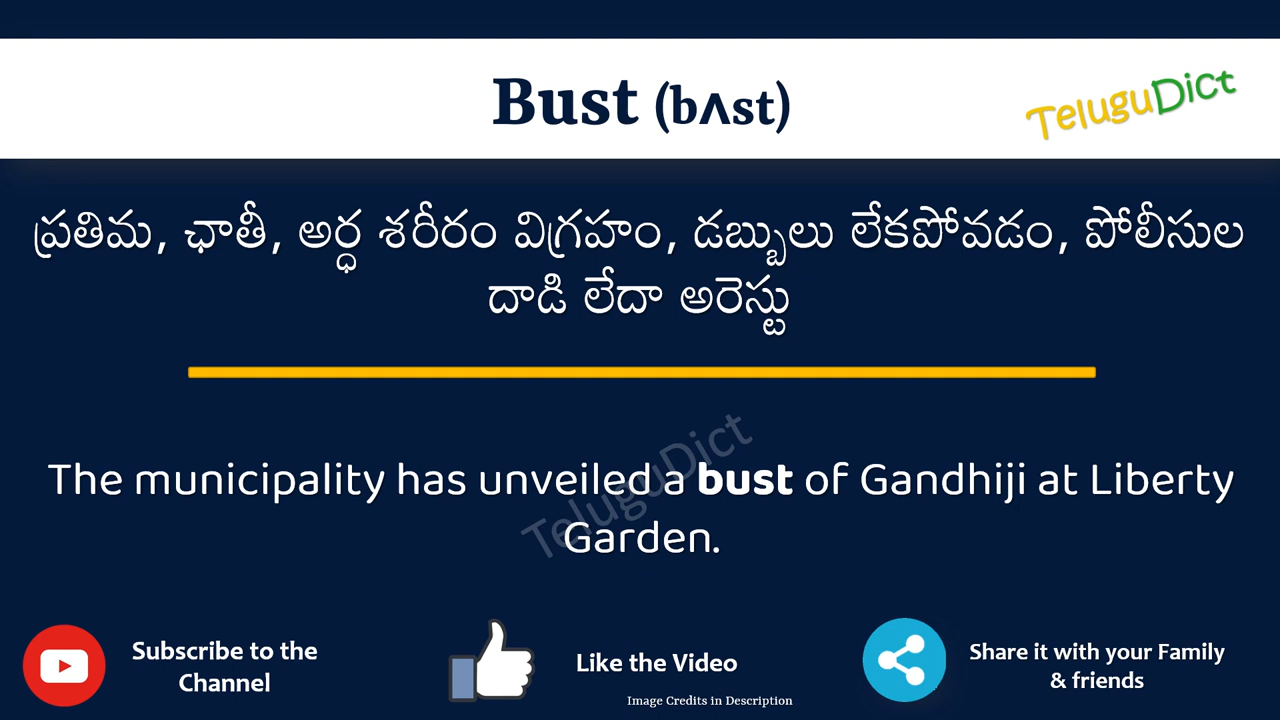 Bust (bʌst)
TeluguDict
ప్రతిమ, ఛాతీ, అర్ధ శరీరం విగ్రహం, డబ్బులు లేకపోవడం, పోలీసుల
దాడి లేదా అరెస్టు
TeluguDict
The municipality has unveiled a bust of Gandhiji at Liberty
Garden.
Subscribe to the
Channel
Like the Video
Image Credits in Description
Share it with your Family
& friends